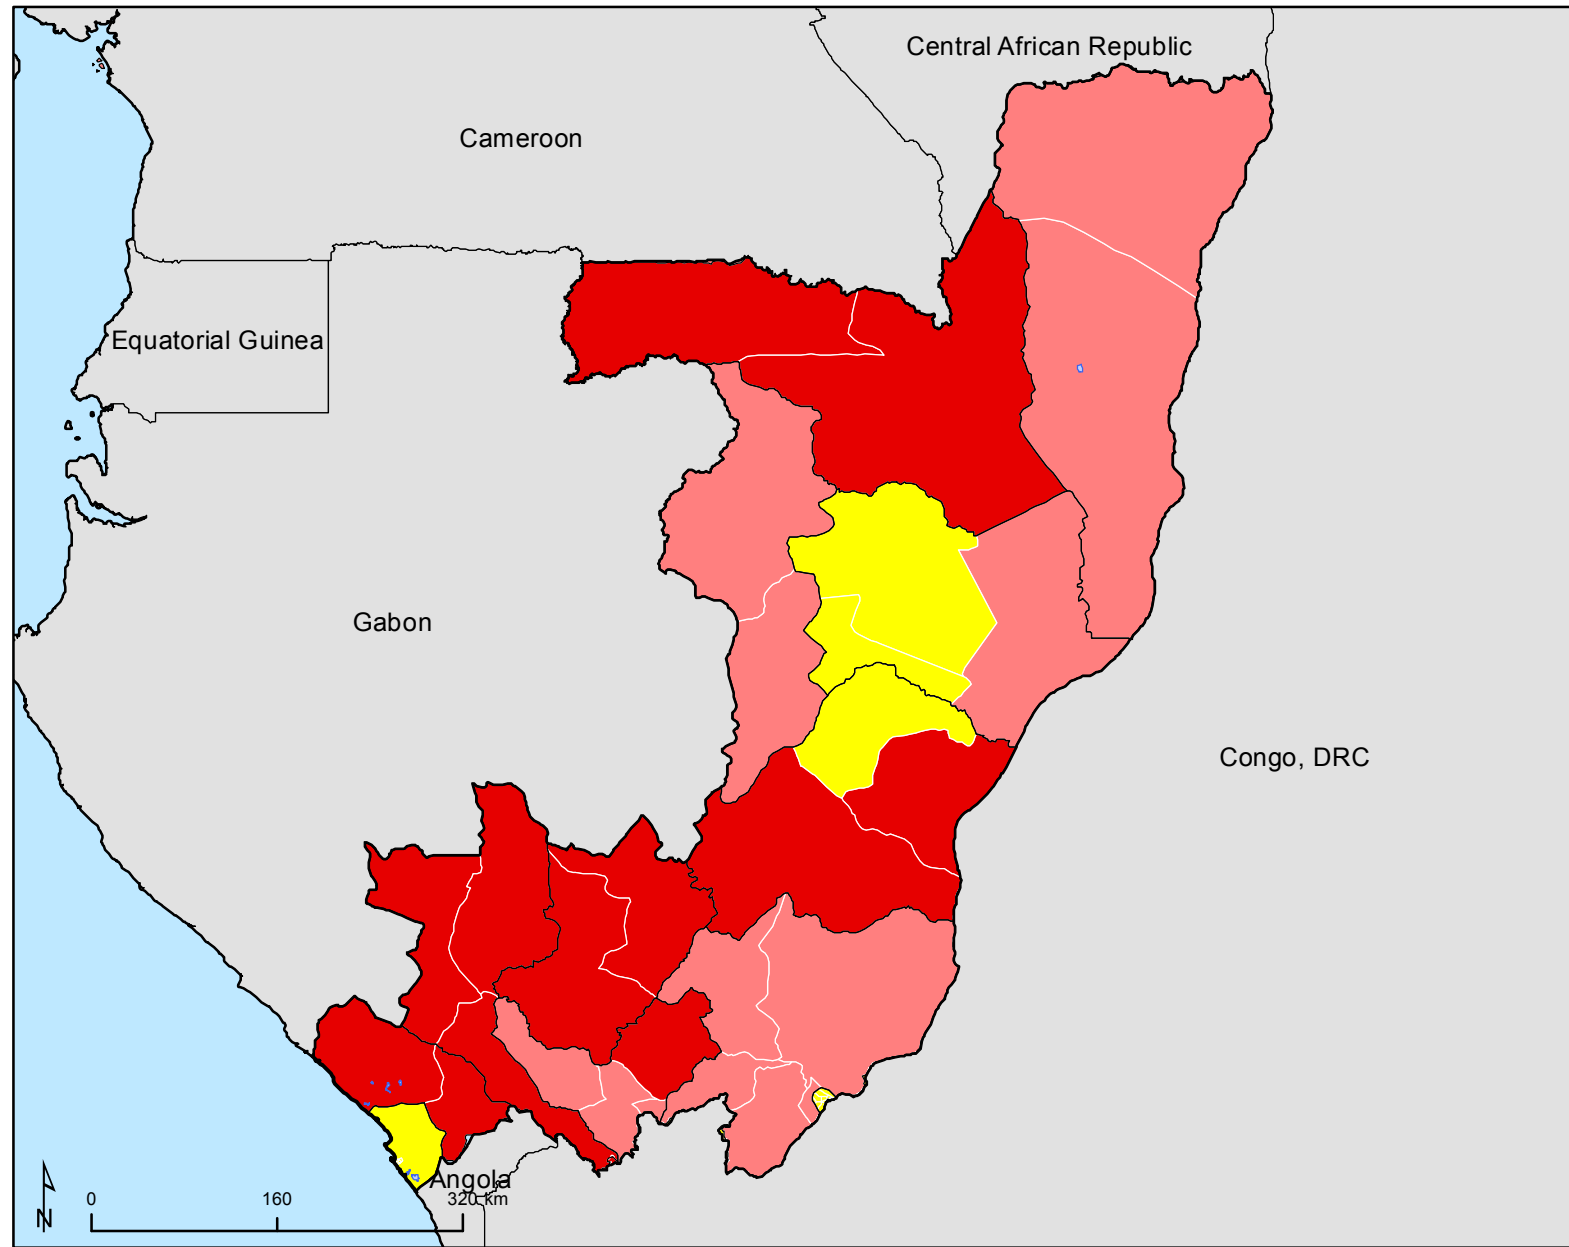 Central African Republic
Cameroon
Equatorial Guinea
Gabon
Congo, DRC
Angola
0 160 320 km
N